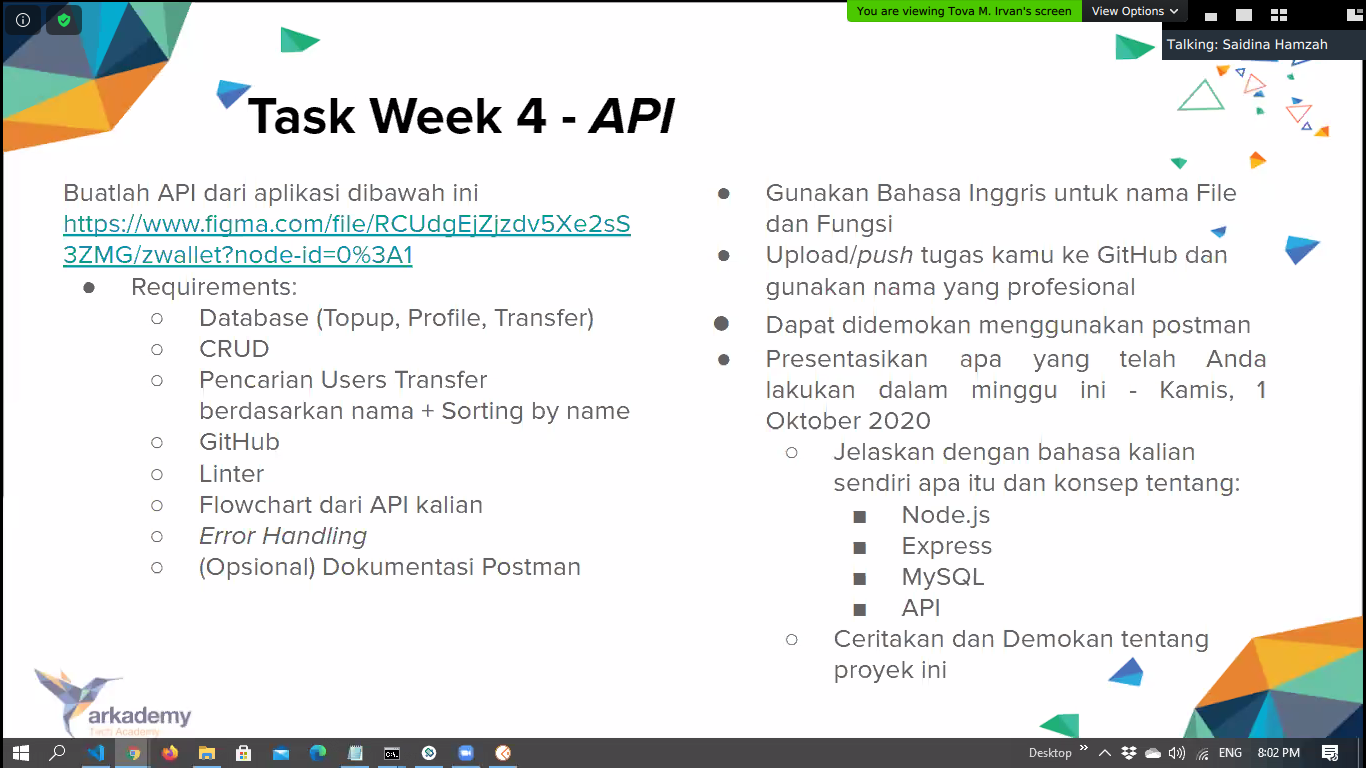 You are viewing Tova M. Irvan's screen
View Options
Talking: Saidina Hamzah
Task Week 4 - API
Buatlah API dari aplikasi dibawah ini
https://www.figma.com/file/RCUdgEjZjzdv5Xe2sS
3ZMG/zwallet?node-id=0%3A1
● Requirements:
○ Database (Topup, Profile, Transfer)
○ CRUD
○ Pencarian Users Transfer
berdasarkan nama + Sorting by name
○ GitHub
○ Linter
○ Flowchart dari API kalian
○ Error Handling
○ (Opsional) Dokumentasi Postman
● Gunakan Bahasa Inggris untuk nama File
dan Fungsi
● Upload/push tugas kamu ke GitHub dan
gunakan nama yang profesional
● Dapat didemokan menggunakan postman
● Presentasikan apa yang telah Anda
lakukan dalam minggu ini - Kamis, 1
Oktober 2020
○ Jelaskan dengan bahasa kalian
sendiri apa itu dan konsep tentang:
■ Node.js
■ Express
■ MySQL
■ API
○ Ceritakan dan Demokan tentang
proyek ini
arkademy
Tech Academy
Desktop
ENG
8:02 PM